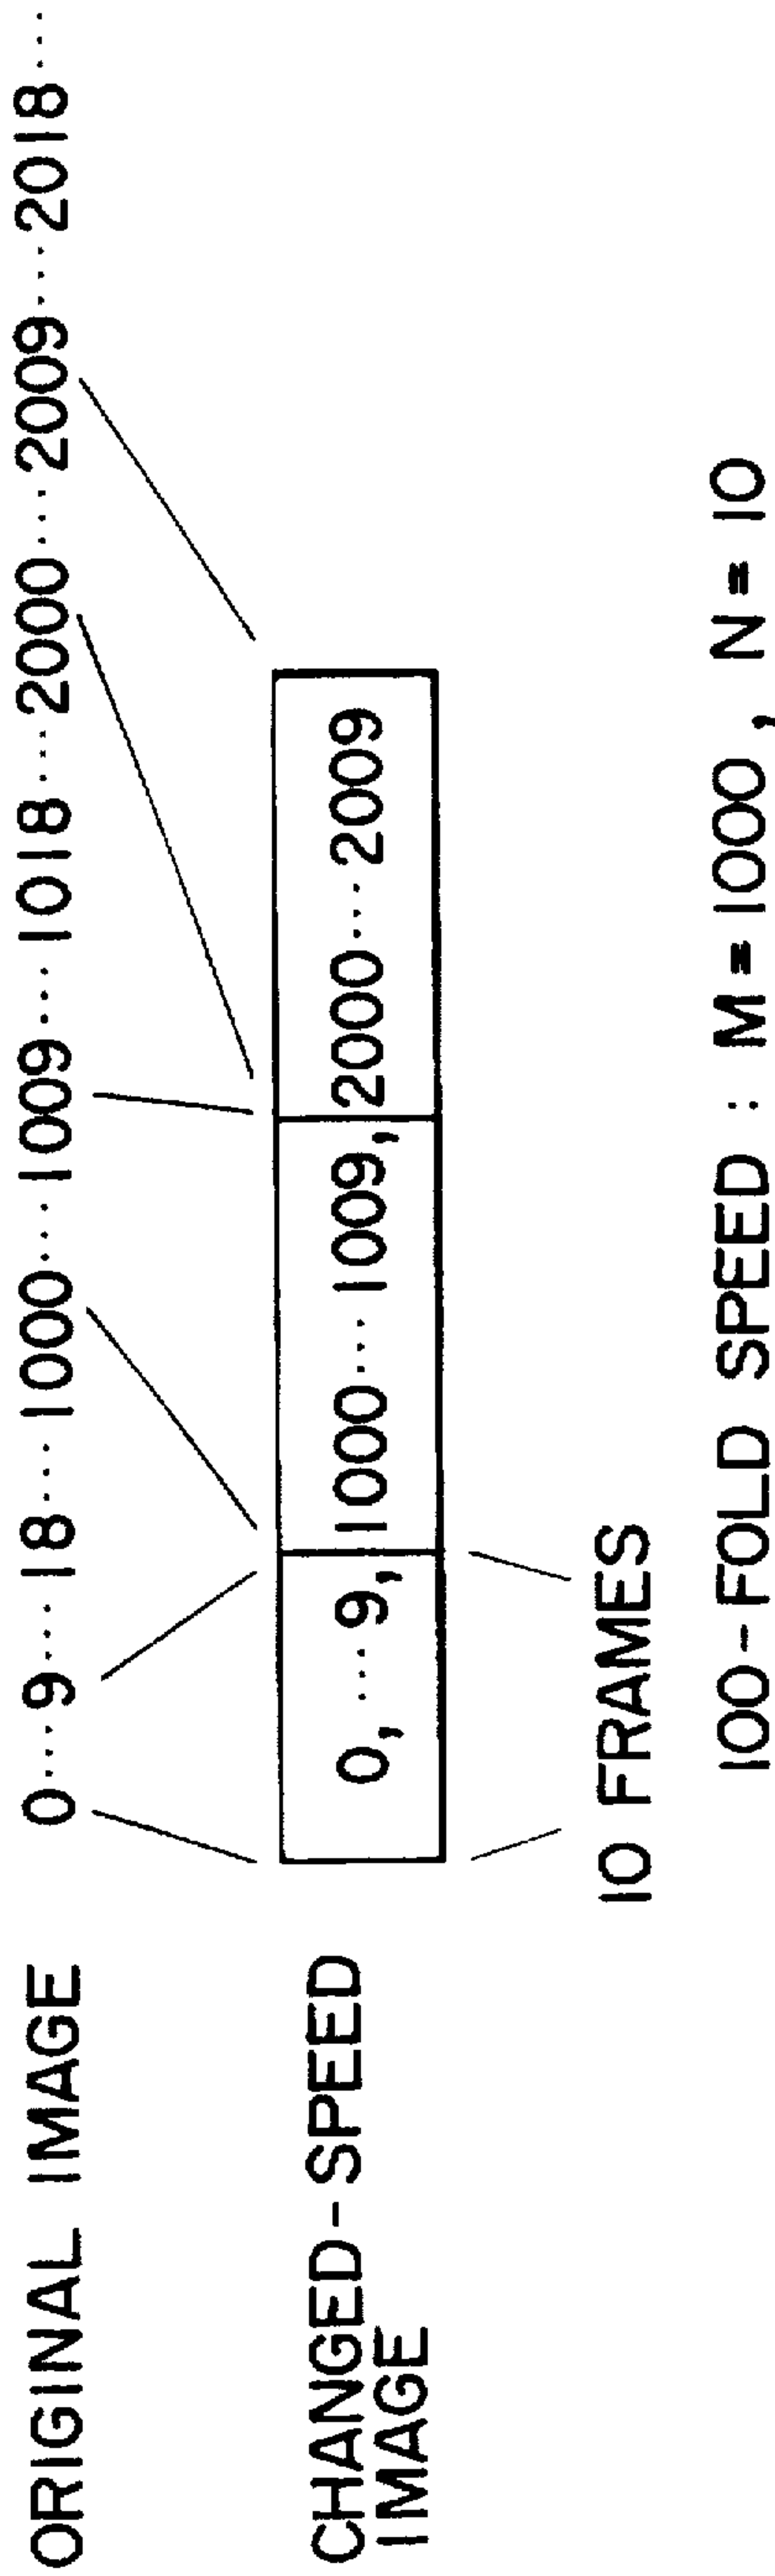 ORIGINAL IMAGE 0···9···18···1000···1009···1018···2000···2009···2018···
CHANGED-SPEED 0, ···9, 1000···1009, 2000···2009
IMAGE
10 FRAMES
100-FOLD SPEED : M=1000, N=10